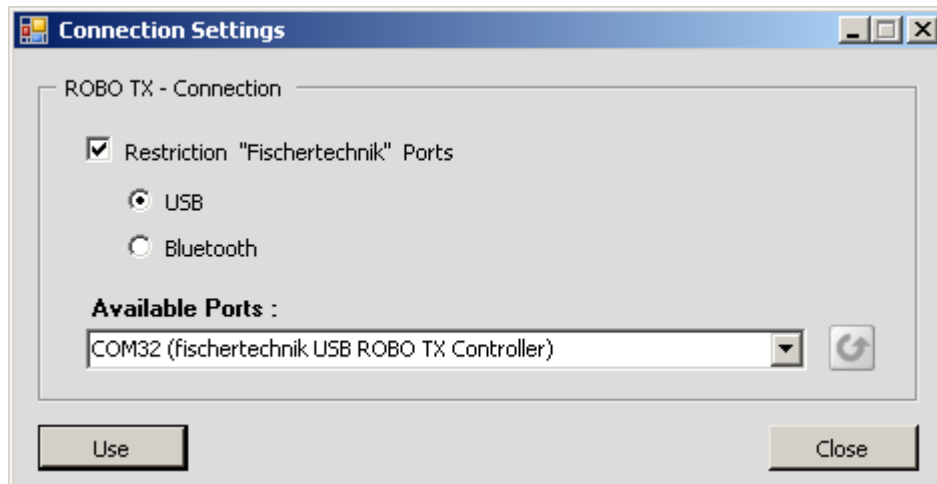 Connection Settings
ROBO TX - Connection
Restriction "Fischertechnik" Ports
USB
Bluetooth
Available Ports :
COM32 (fischertechnik USB ROBO TX Controller)
Use
Close